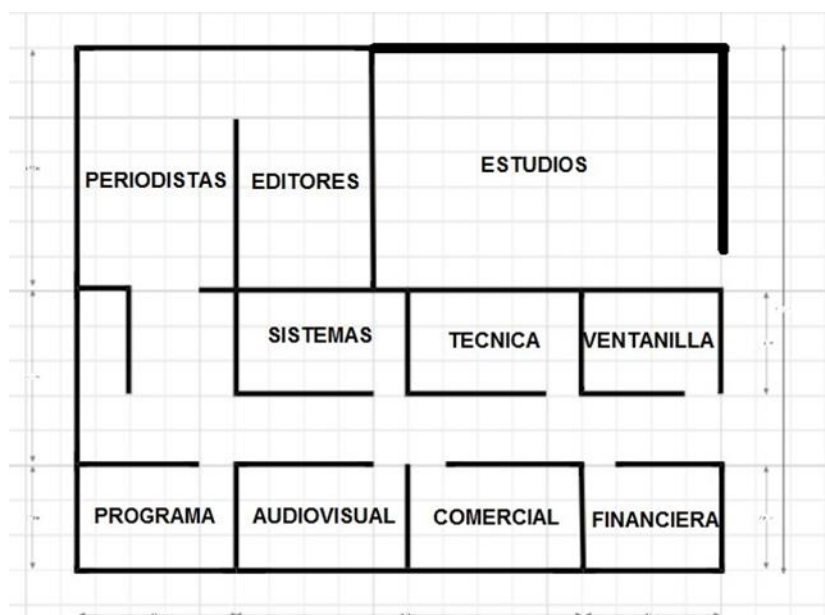 PERIODISTAS
EDITORES
ESTUDIOS
SISTEMAS
TECNICA
VENTANILLA
PROGRAMA
AUDIOVISUAL
COMERCIAL
FINANCIERA